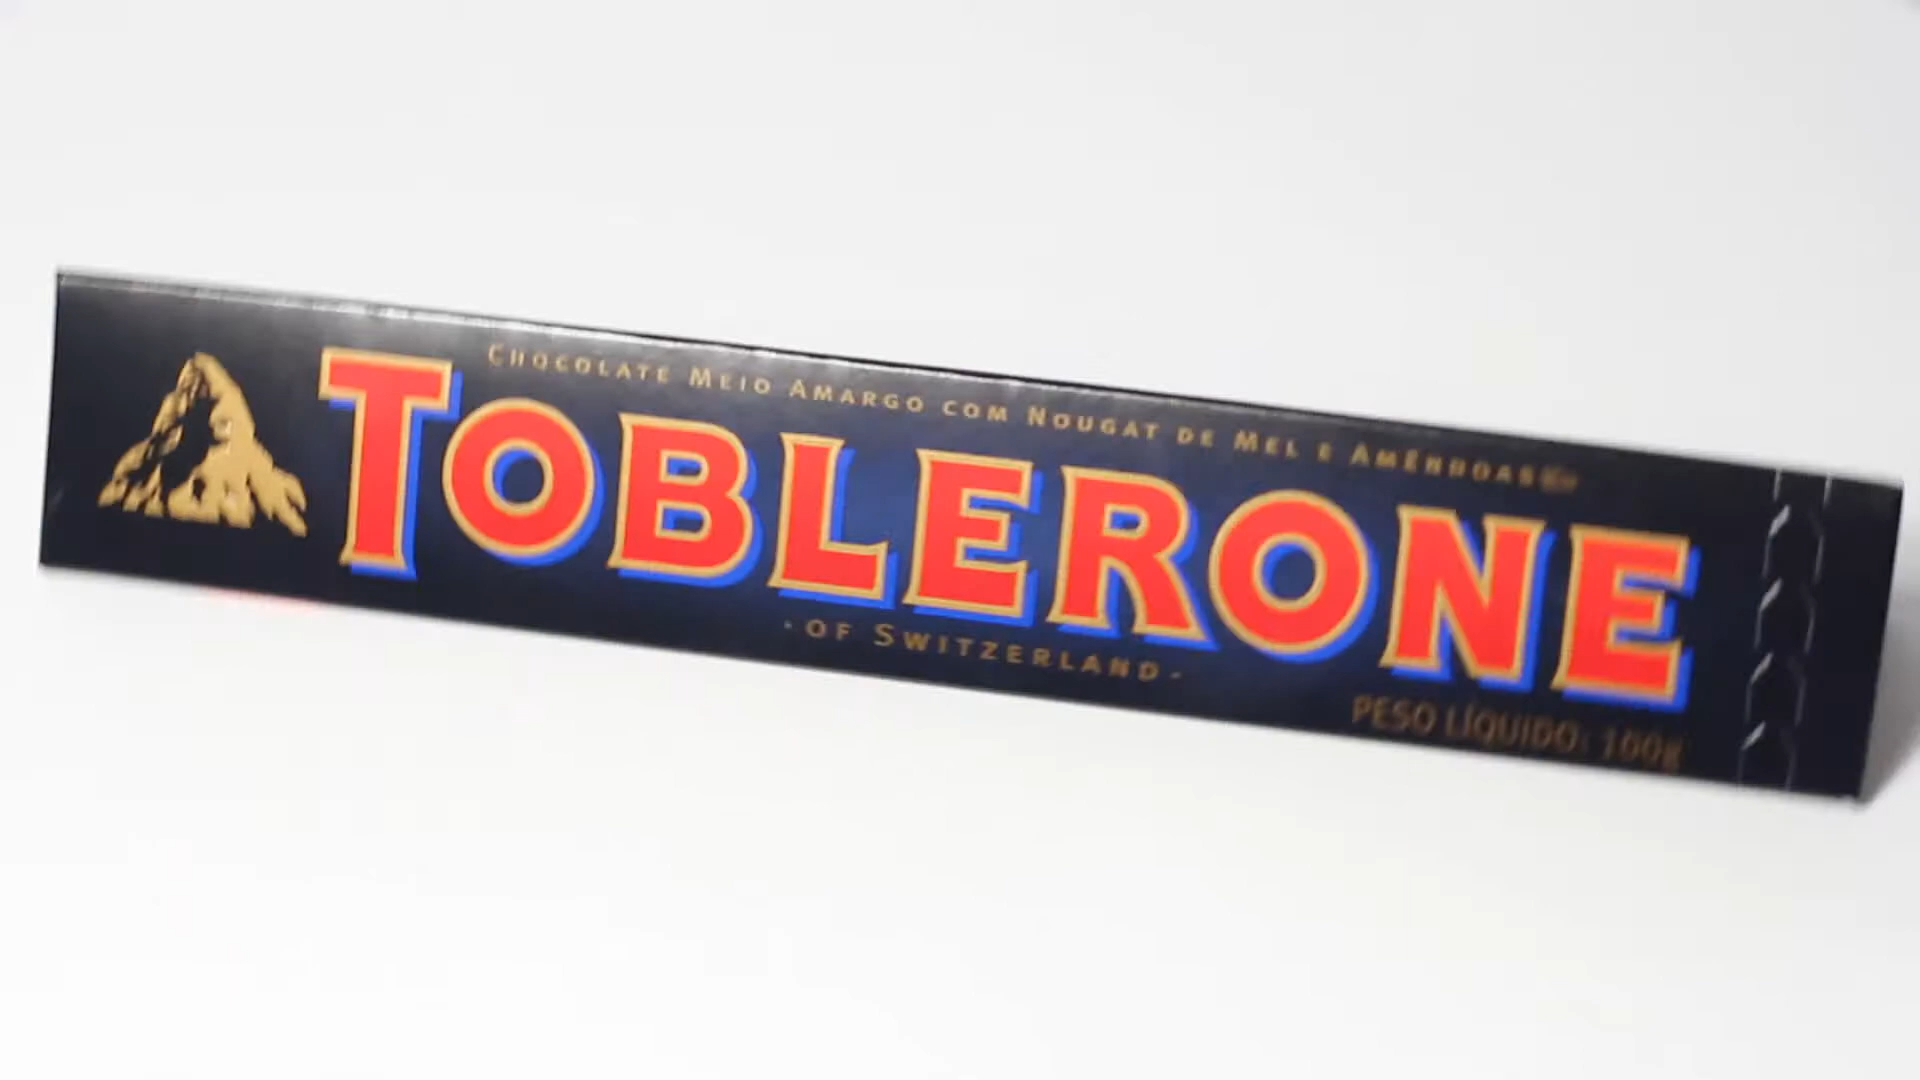 CHOCOLATE MEIO AMARGO COM NOUGAT DE MEL E AMÊNDOAS
TOBLERONE
·OF SWITZERLAND·
PESO LÍQUIDO: 100g